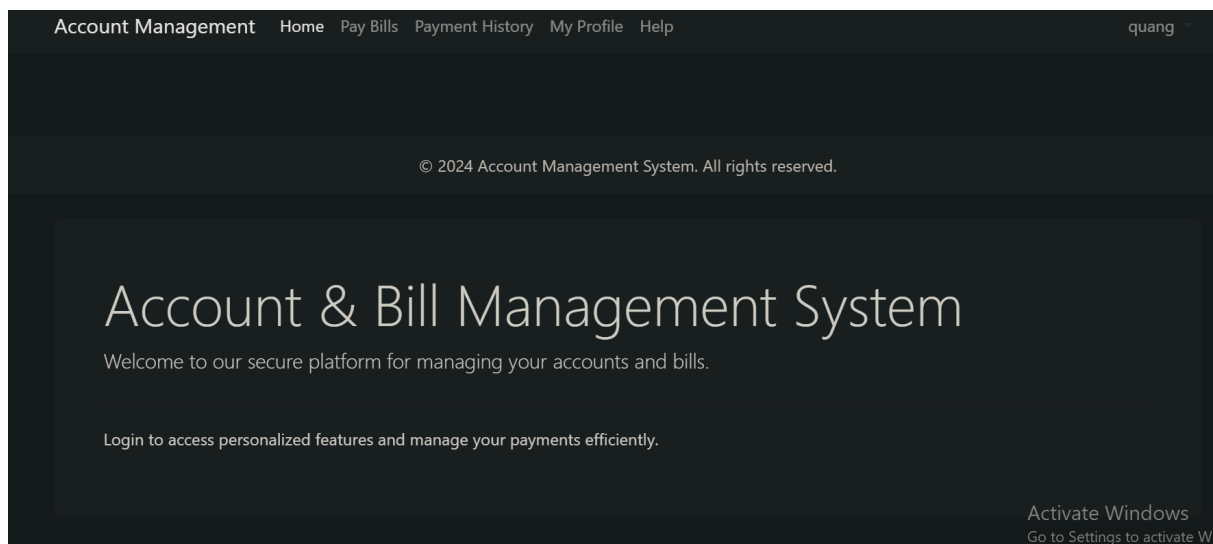 Account Management Home Pay Bills Payment History My Profile Help quang
© 2024 Account Management System. All rights reserved.
Account & Bill Management System
Welcome to our secure platform for managing your accounts and bills.
Login to access personalized features and manage your payments efficiently.
Activate Windows
Go to Settings to activate W